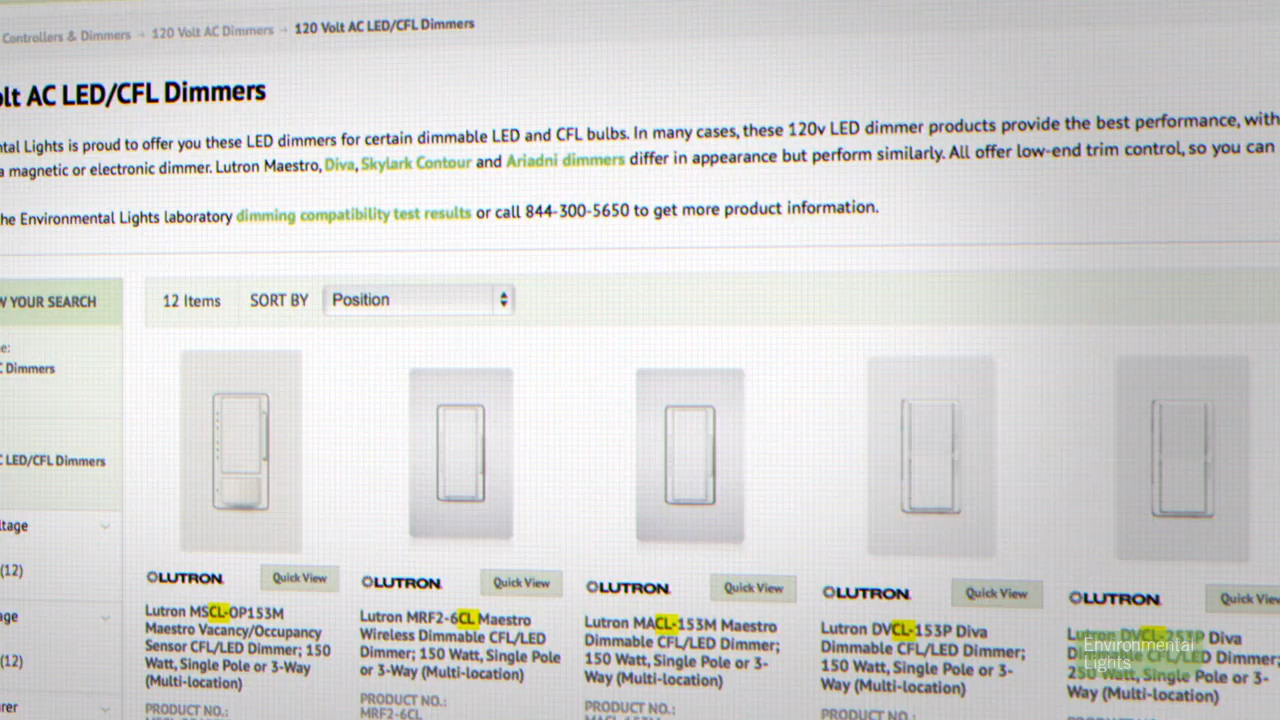 Controllers & Dimmers → 120 Volt AC Dimmers → 120 Volt AC LED/CFL Dimmers
AC LED/CFL Dimmers
Lights is proud to offer you these LED dimmers for certain dimmable LED and CFL bulbs. In many cases, these 120v LED dimmer products provide the best performance, with
a magnetic or electronic dimmer. Lutron Maestro, Diva, Skylark Contour and Ariadni dimmers differ in appearance but perform similarly. All offer low-end trim control, so you can
the Environmental Lights laboratory dimming compatibility test results or call 844-300-5650 to get more product information.
YOUR SEARCH
12 Items
SORT BY
Position
Dimmers
LED/CFL Dimmers
(12)
(12)
LUTRON.
Quick View
Lutron MSCL-OP153M
Maestro Vacancy/Occupancy
Sensor CFL/LED Dimmer; 150
Watt, Single Pole or 3-Way
(Multi-location)
PRODUCT NO.:
LUTRON.
Quick View
Lutron MRF2-6CL Maestro
Wireless Dimmable CFL/LED
Dimmer; 150 Watt, Single Pole
or 3-Way (Multi-location)
PRODUCT NO.:
MRF2-6CL
LUTRON.
Quick View
Lutron MACL-153M Maestro
Dimmable CFL/LED Dimmer;
150 Watt, Single Pole or 3-
Way (Multi-location)
PRODUCT NO.:
LUTRON.
Quick View
Lutron DVCL-153P Diva
Dimmable CFL/LED Dimmer;
150 Watt, Single Pole or 3-
Way (Multi-location)
PRODUCT NO.:
LUTRON.
Quick View
Lutron DVCL-253P Diva
Dimmable CFL/LED Dimmer;
250 Watt, Single Pole or 3-
Way (Multi-location)
Environmental
Lights